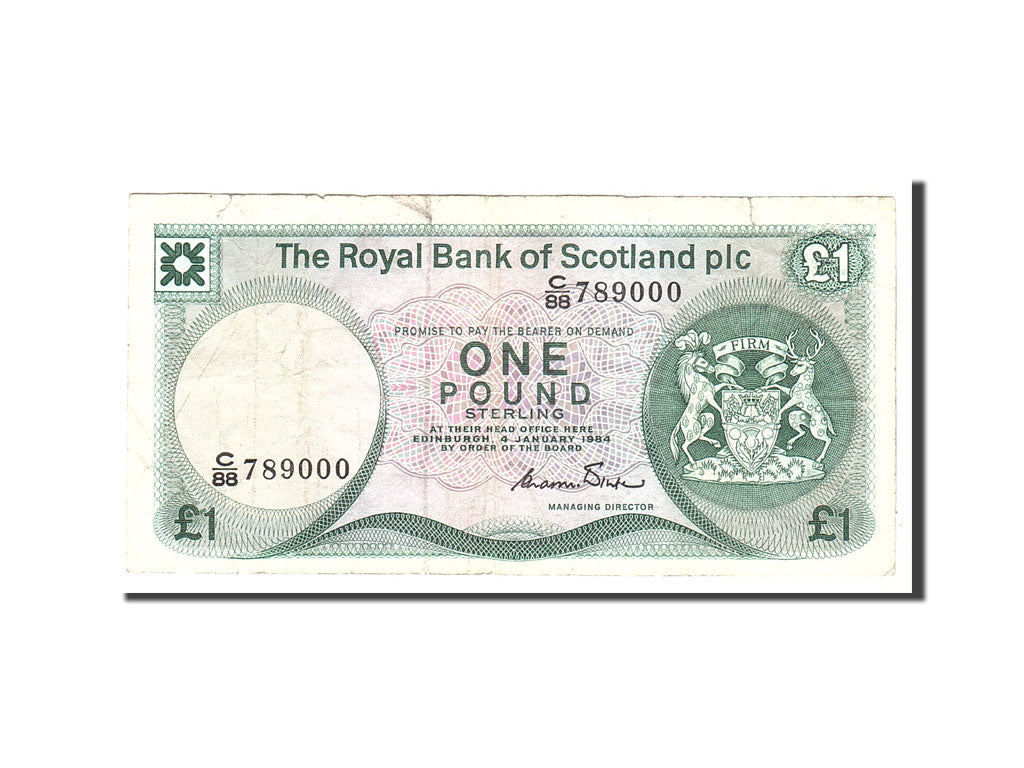 The Royal Bank of Scotland plc
£1
C/88 789000
PROMISE TO PAY THE BEARER ON DEMAND
ONE
POUND
STERLING
AT THEIR HEAD OFFICE HERE
EDINBURGH, 4 JANUARY 1984
BY ORDER OF THE BOARD
FIRM
C/88 789000
MANAGING DIRECTOR
£1
£1